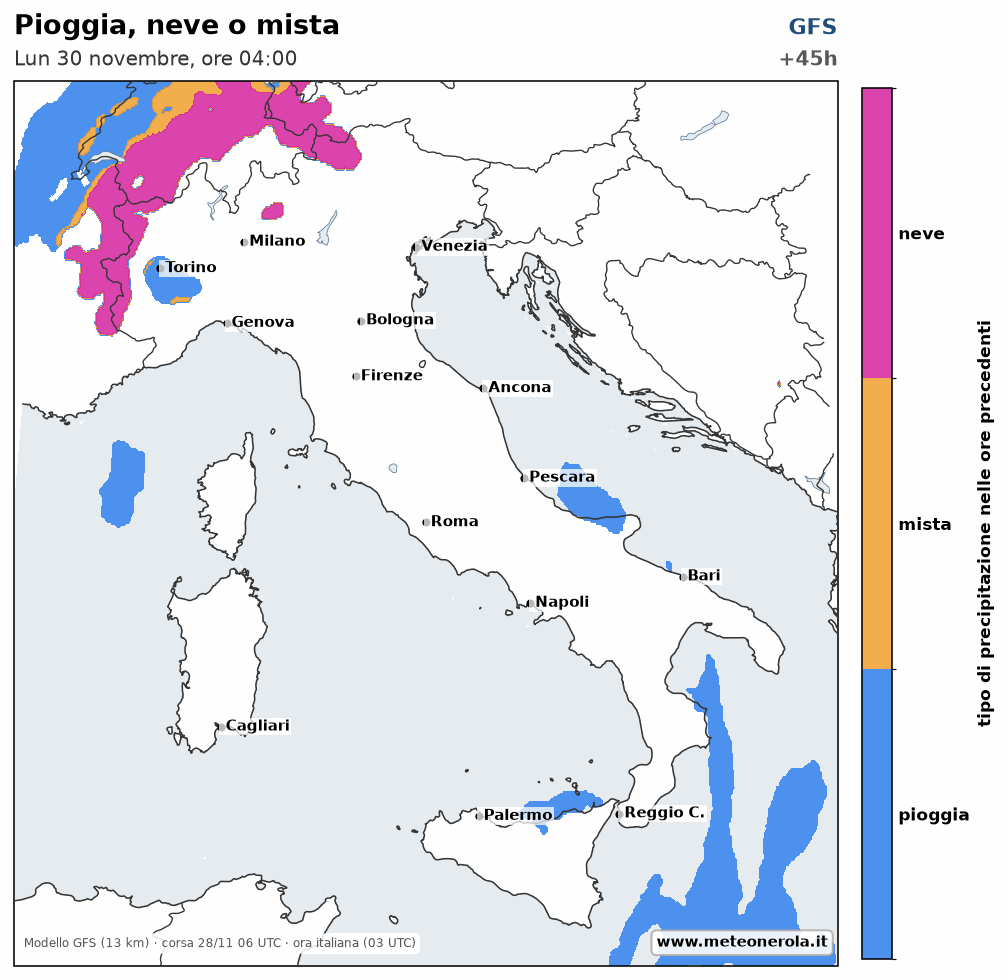 Pioggia, neve o mista
GFS
Lun 30 novembre, ore 04:00
+45h
neve
mista
pioggia
tipo di precipitazione nelle ore precedenti
Milano
Venezia
Torino
Genova
Bologna
Firenze
Ancona
Pescara
Roma
Bari
Napoli
Cagliari
Palermo
Reggio C.
Modello GFS (13 km) · corsa 28/11 06 UTC · ora italiana (03 UTC)
www.meteonerola.it